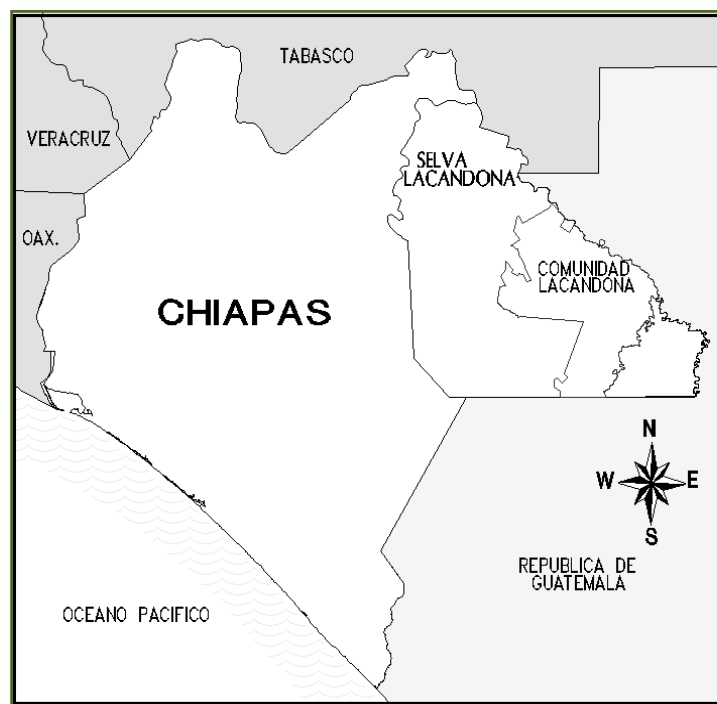 TABASCO
VERACRUZ
SELVA
LACANDONA
OAX.
COMUNIDAD
LACANDONA
CHIAPAS
N
W E
S
REPUBLICA DE
GUATEMALA
OCEANO PACIFICO